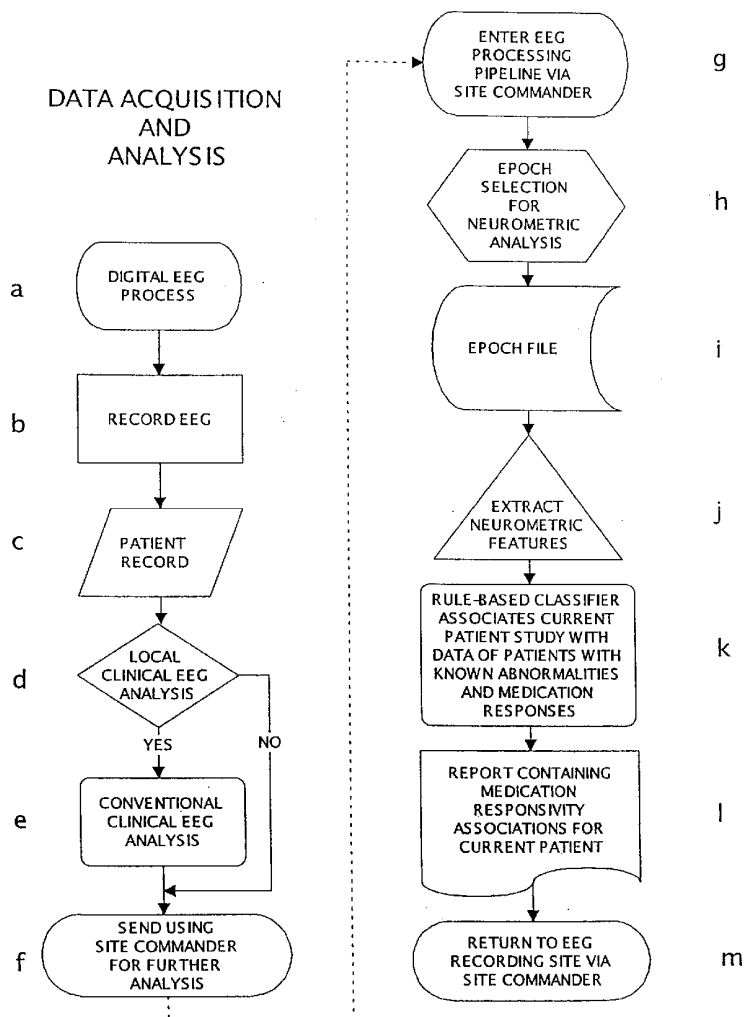 DATA ACQUISITION
AND
ANALYSIS
a
DIGITAL EEG
PROCESS
b
RECORD EEG
c
PATIENT
RECORD
d
LOCAL
CLINICAL EEG
ANALYSIS
YES
NO
e
CONVENTIONAL
CLINICAL EEG
ANALYSIS
f
SEND USING
SITE COMMANDER
FOR FURTHER
ANALYSIS
ENTER EEG
PROCESSING
PIPELINE VIA
SITE COMMANDER
g
EPOCH
SELECTION
FOR
NEUROMETRIC
ANALYSIS
h
EPOCH FILE
i
EXTRACT
NEUROMETRIC
FEATURES
j
RULE-BASED CLASSIFIER
ASSOCIATES CURRENT
PATIENT STUDY WITH
DATA OF PATIENTS WITH
KNOWN ABNORMALITIES
AND MEDICATION
RESPONSES
k
REPORT CONTAINING
MEDICATION
RESPONSIVITY
ASSOCIATIONS FOR
CURRENT PATIENT
l
RETURN TO EEG
RECORDING SITE VIA
SITE COMMANDER
m